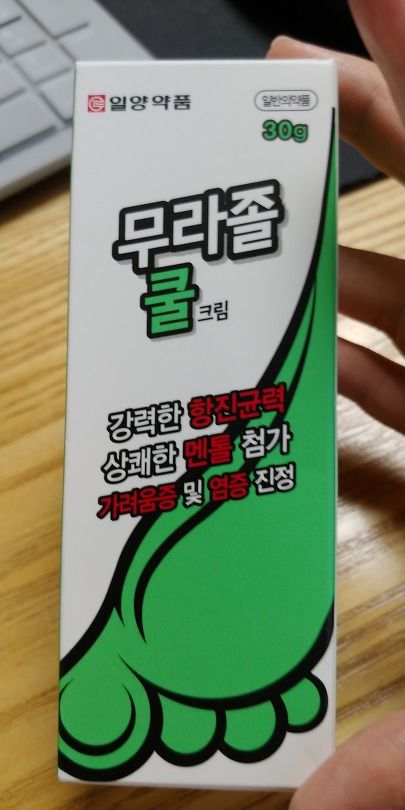 일양약품
일반의약품
30g
무라졸
쿨 크림
강력한 항진균력
상쾌한 멘톨 첨가
가려움증 및 염증 진정